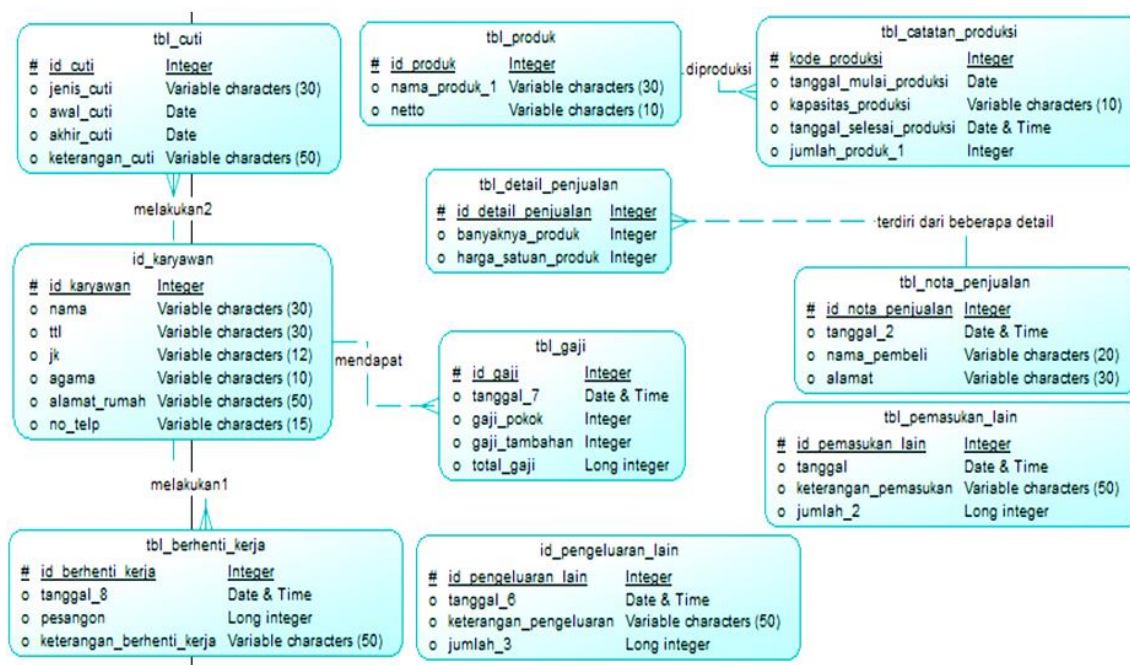 tbl_cuti
# id_cuti Integer
o jenis_cuti Variable characters (30)
o awal_cuti Date
o akhir_cuti Date
o keterangan_cuti Variable characters (50)
tbl_produk
# id_produk Integer
o nama_produk_1 Variable characters (30)
o netto Variable characters (10)
diproduksi
tbl_catatan_produksi
# kode_produksi Integer
o tanggal_mulai_produksi Date
o kapasitas_produksi Variable characters (10)
o tanggal_selesai_produksi Date & Time
o jumlah_produk_1 Integer
melakukan2
tbl_detail_penjualan
# id_detail_penjualan Integer
o banyaknya_produk Integer
o harga_satuan_produk Integer
terdiri dari beberapa detail
id_karyawan
# id_karyawan Integer
o nama Variable characters (30)
o ttl Variable characters (30)
o jk Variable characters (12)
o agama Variable characters (10)
o alamat_rumah Variable characters (50)
o no_telp Variable characters (15)
mendapat
tbl_nota_penjualan
# id_nota_penjualan Integer
o tanggal_2 Date & Time
o nama_pembeli Variable characters (20)
o alamat Variable characters (30)
tbl_gaji
# id_gaji Integer
o tanggal_7 Date & Time
o gaji_pokok Integer
o gaji_tambahan Integer
o total_gaji Long integer
tbl_pemasukan_lain
# id_pemasukan_lain Integer
o tanggal Date & Time
o keterangan_pemasukan Variable characters (50)
o jumlah_2 Long integer
melakukan1
tbl_berhenti_kerja
# id_berhenti_kerja Integer
o tanggal_8 Date & Time
o pesangon Long integer
o keterangan_berhenti_kerja Variable characters (50)
id_pengeluaran_lain
# id_pengeluaran_lain Integer
o tanggal_6 Date & Time
o keterangan_pengeluaran Variable characters (50)
o jumlah_3 Long integer